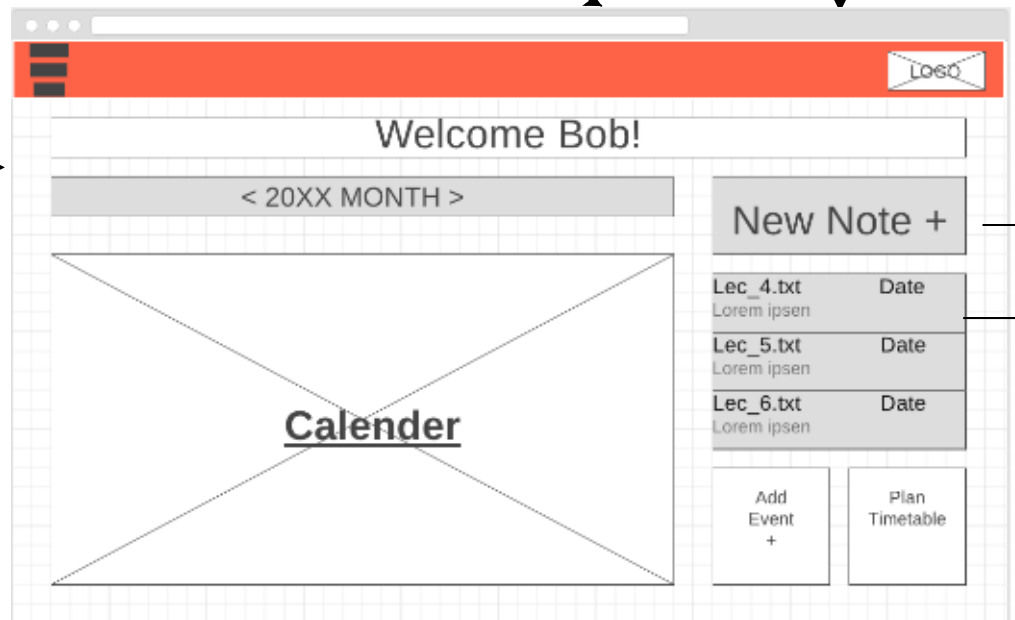 LOGO
Welcome Bob!
< 20XX MONTH >
New Note +
Lec_4.txt Date
Lorem ipsen
Lec_5.txt Date
Lorem ipsen
Lec_6.txt Date
Lorem ipsen
Calender
Add
Event
+
Plan
Timetable